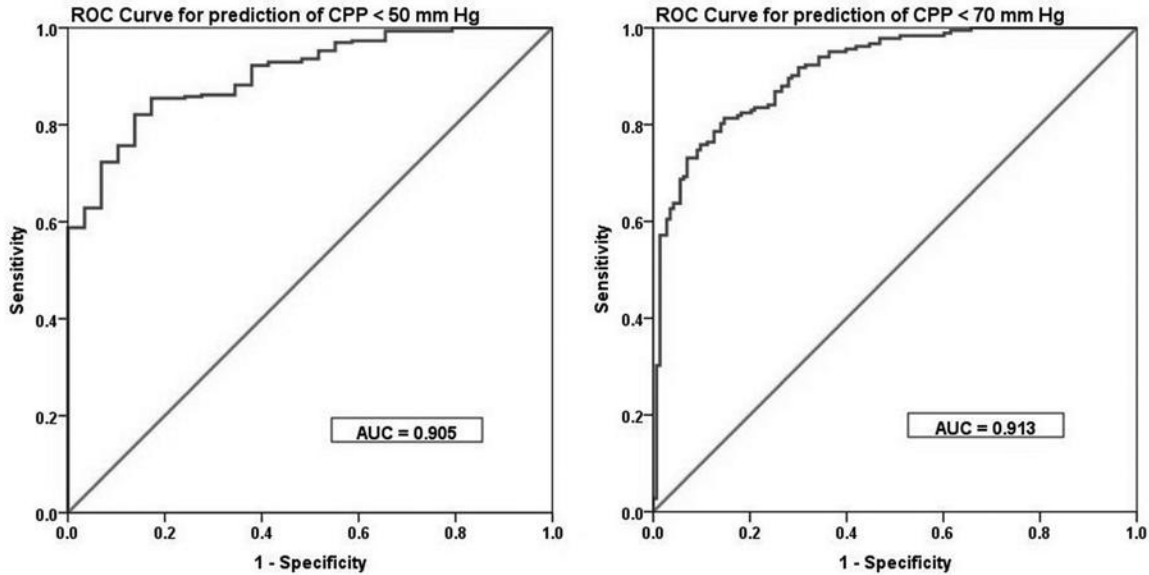 ROC Curve for prediction of CPP < 50 mm Hg
1.0
0.8
0.6
0.4
0.2
0.0
Sensitivity
AUC = 0.905
0.0 0.2 0.4 0.6 0.8 1.0
1 - Specificity
ROC Curve for prediction of CPP < 70 mm Hg
1.0
0.8
0.6
0.4
0.2
0.0
Sensitivity
AUC = 0.913
0.0 0.2 0.4 0.6 0.8 1.0
1 - Specificity